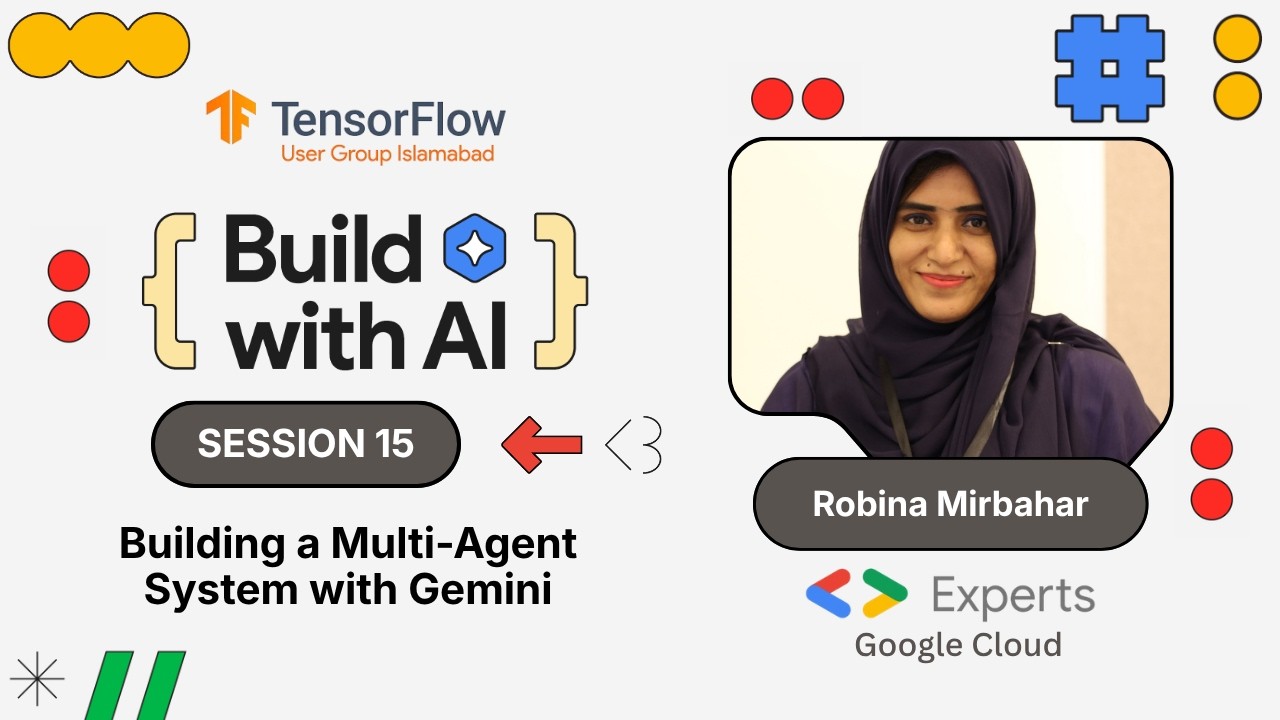 TensorFlow
User Group Islamabad
Build
with AI
SESSION 15
Building a Multi-Agent
System with Gemini
Robina Mirbahar
Experts
Google Cloud